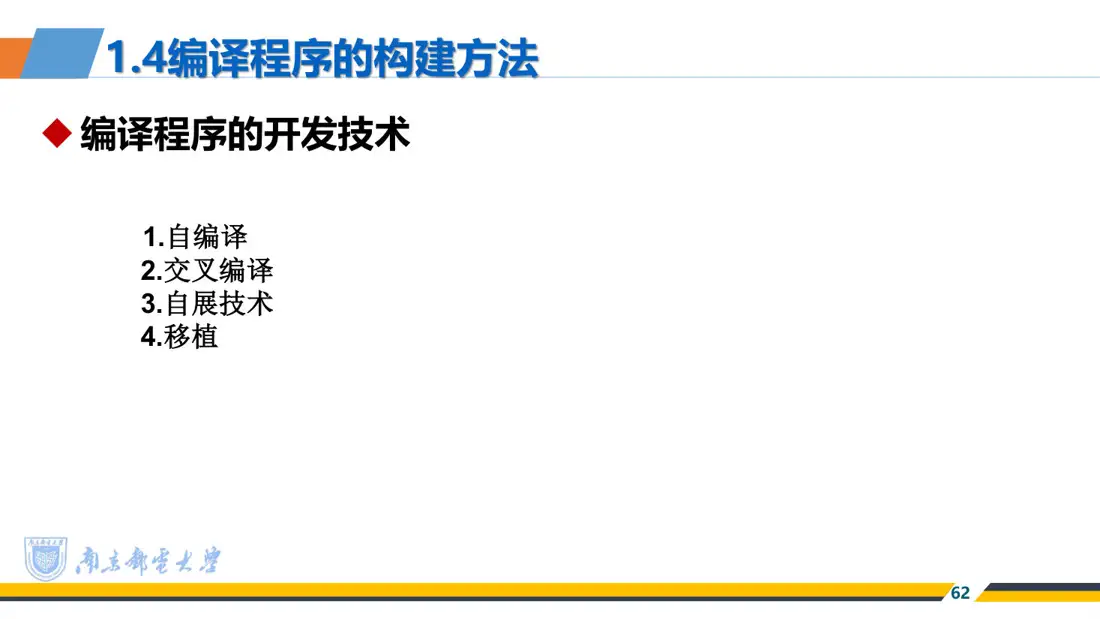 1.4编译程序的构建方法
编译程序的开发技术
1.自编译
2.交叉编译
3.自展技术
4.移植
南京邮电大学
62